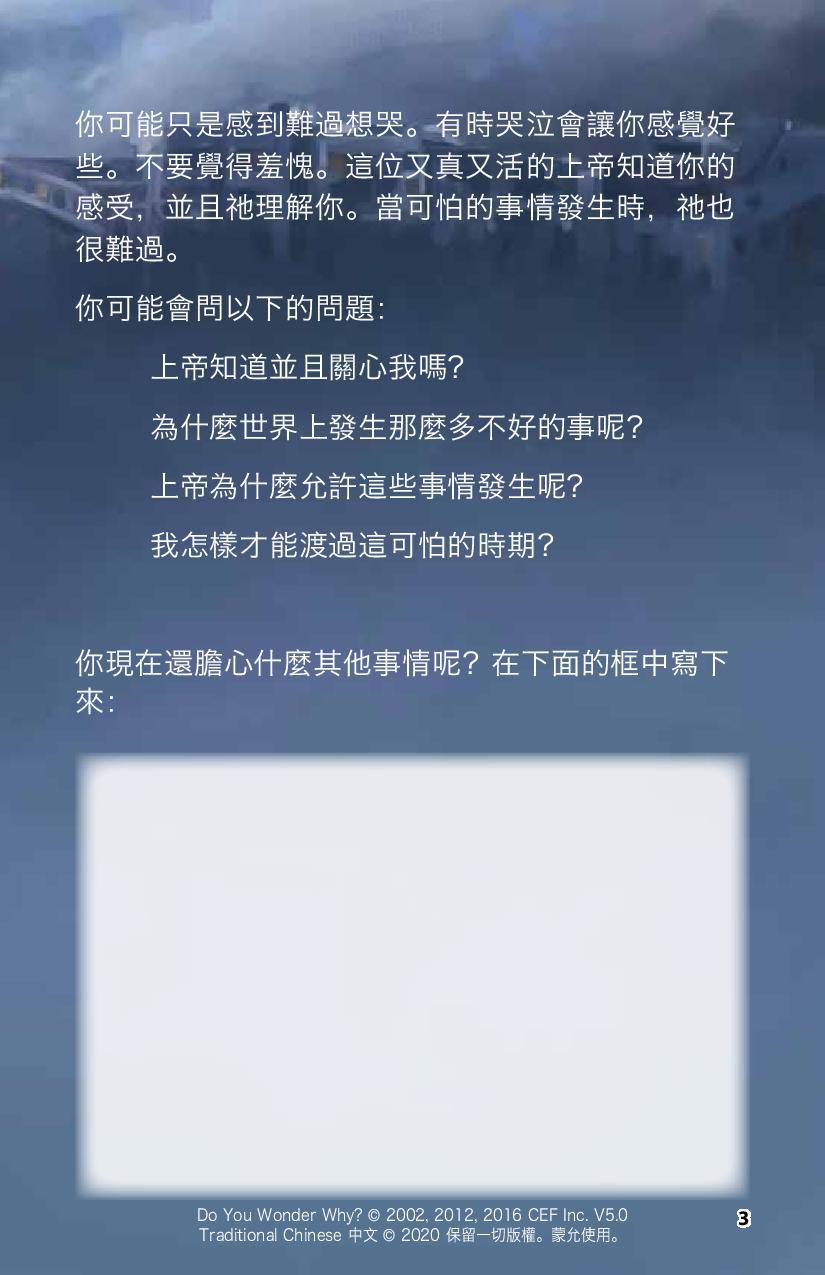 你可能只是感到難過想哭。有時哭泣會讓你感覺好
些。不要覺得羞愧。這位又真又活的上帝知道你的
感受，並且祂理解你。當可怕的事情發生時，祂也
很難過。
你可能會問以下的問題：
上帝知道並且關心我嗎？
為什麼世界上發生那麼多不好的事呢？
上帝為什麼允許這些事情發生呢？
我怎樣才能渡過這可怕的時期？
你現在還膽心什麼其他事情呢？在下面的框中寫下
來：
Do You Wonder Why? © 2002, 2012, 2016 CEF Inc. V5.0
Traditional Chinese 中文 © 2020 保留一切版權。蒙允使用。
3